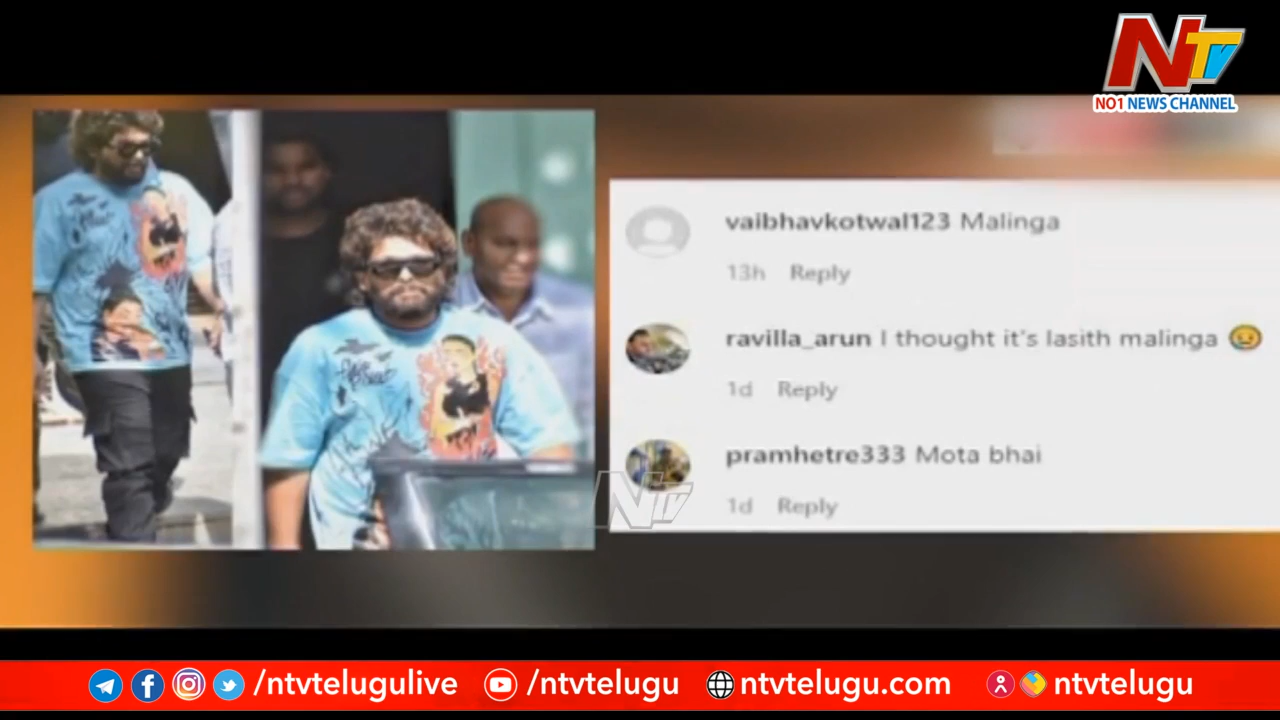 NTV
NO1 NEWS CHANNEL
vaibhavkotwal123 Malinga
13h Reply
ravilla_arun I thought it's lasith malinga 😥
1d Reply
pramhetre333 Mota bhai
1d Reply
NTV
/ntvtelugulive
/ntvtelugu
ntvtelugu.com
ntvtelugu